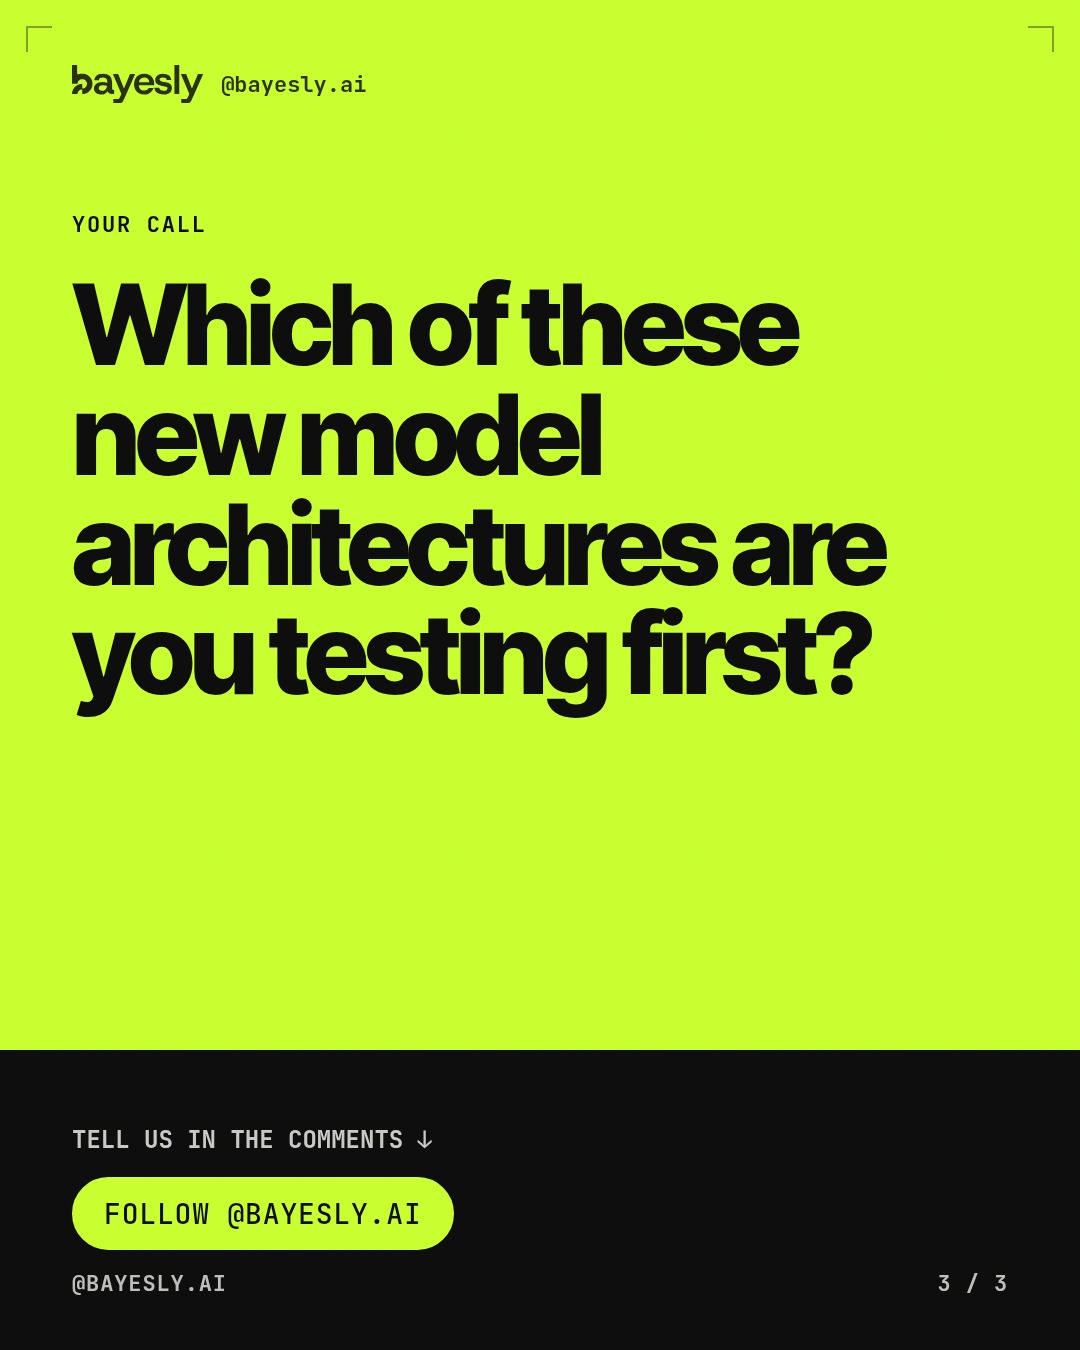 bayesly @bayesly.ai
YOUR CALL
Which of these
new model
architectures are
you testing first?
TELL US IN THE COMMENTS ↓
FOLLOW @BAYESLY.AI
@BAYESLY.AI
3 / 3